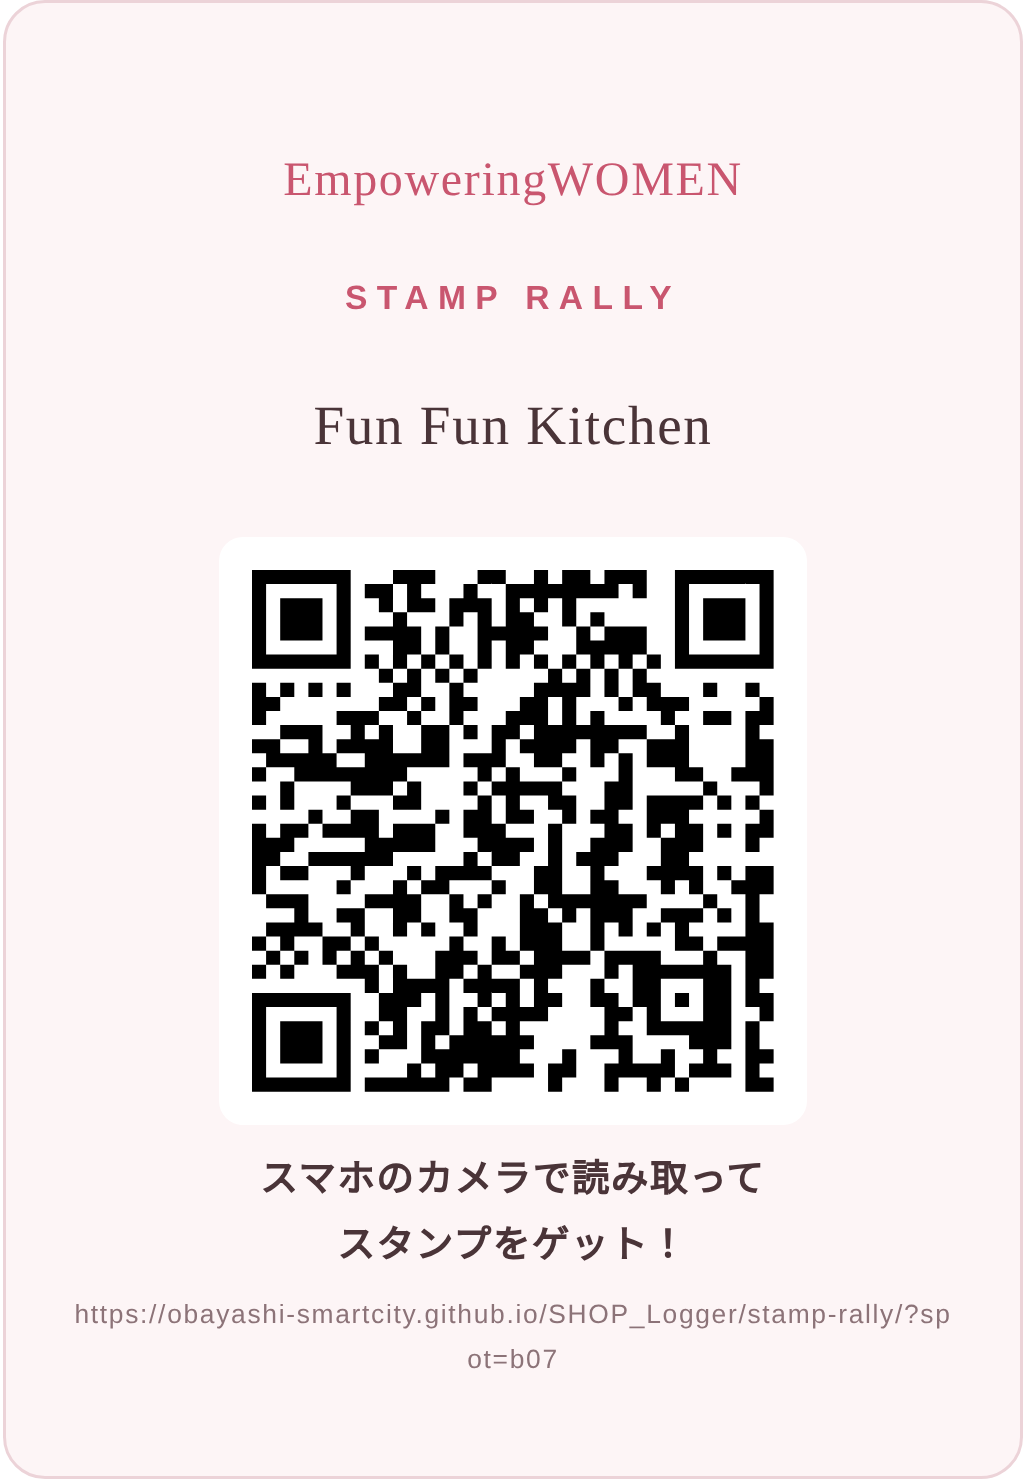 EmpoweringWOMEN
STAMP RALLY
Fun Fun Kitchen
スマホのカメラで読み取って
スタンプをゲット！
https://obayashi-smartcity.github.io/SHOP_Logger/stamp-rally/?sp
ot=b07